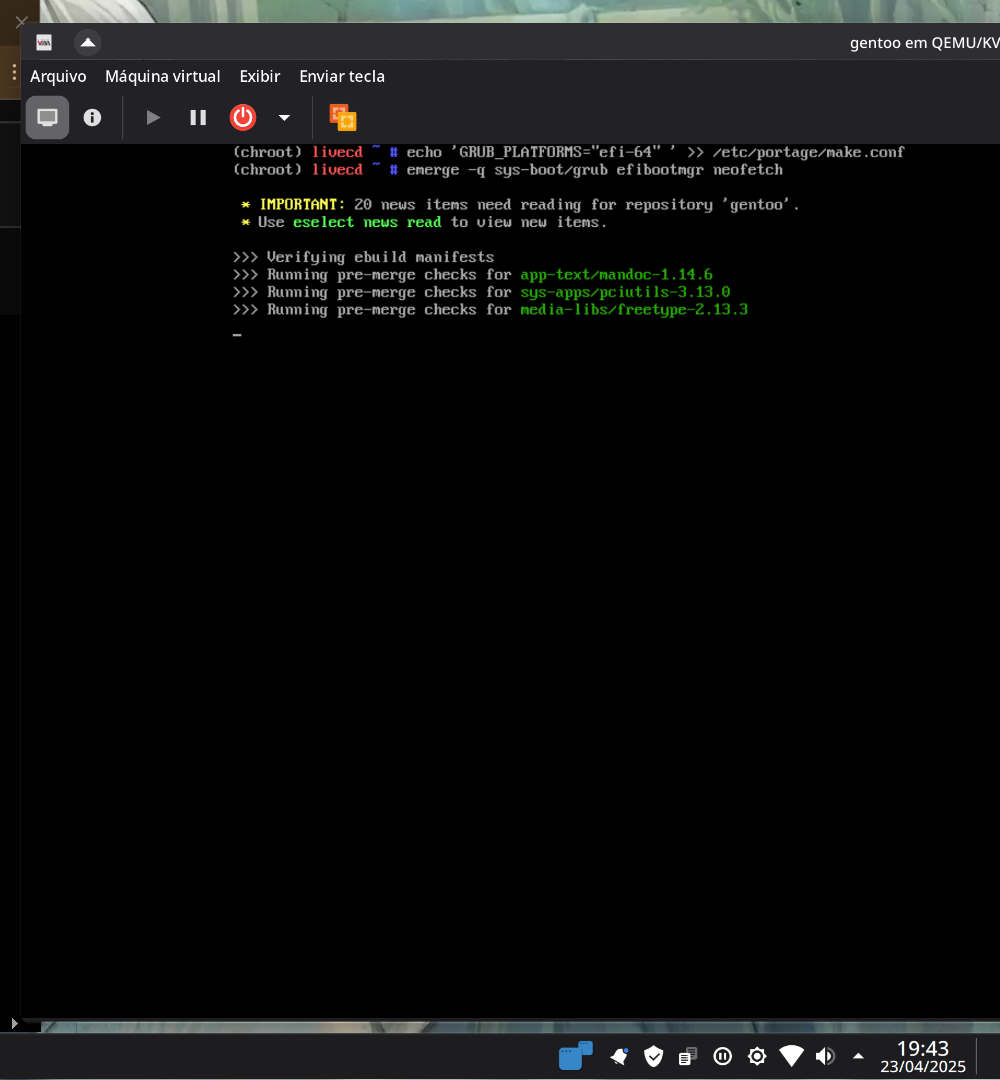 gentoo em QEMU/KV
Arquivo Máquina virtual Exibir Enviar tecla
(chroot) livecd ~ # echo 'GRUB_PLATFORMS="efi-64" ' >> /etc/portage/make.conf
(chroot) livecd ~ # emerge -q sys-boot/grub efibootmgr neofetch
* IMPORTANT: 20 news items need reading for repository 'gentoo'.
* Use eselect news read to view new items.
>>> Verifying ebuild manifests
>>> Running pre-merge checks for app-text/mandoc-1.14.6
>>> Running pre-merge checks for sys-apps/pciutils-3.13.0
>>> Running pre-merge checks for media-libs/freetype-2.13.3
19:43
23/04/2025